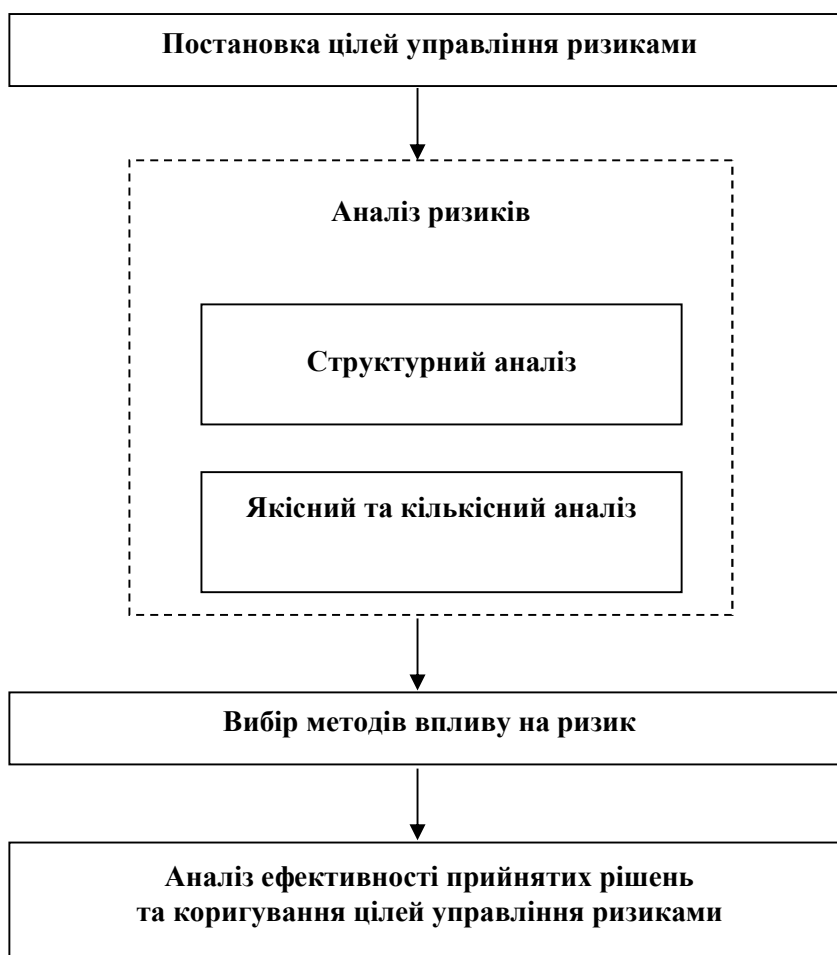 Постановка цілей управління ризиками
Аналіз ризиків
Структурний аналіз
Якісний та кількісний аналіз
Вибір методів впливу на ризик
Аналіз ефективності прийнятих рішень
та коригування цілей управління ризиками